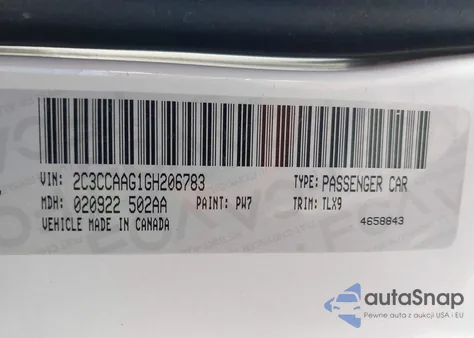 VIN: 2C3CCAAG1GH206783 TYPE: PASSENGER CAR
MDH: 020922 502AA PAINT: PW7 TRIM: TLX9
VEHICLE MADE IN CANADA 4658843
autoSnap
Pewne auta z aukcji USA i EU